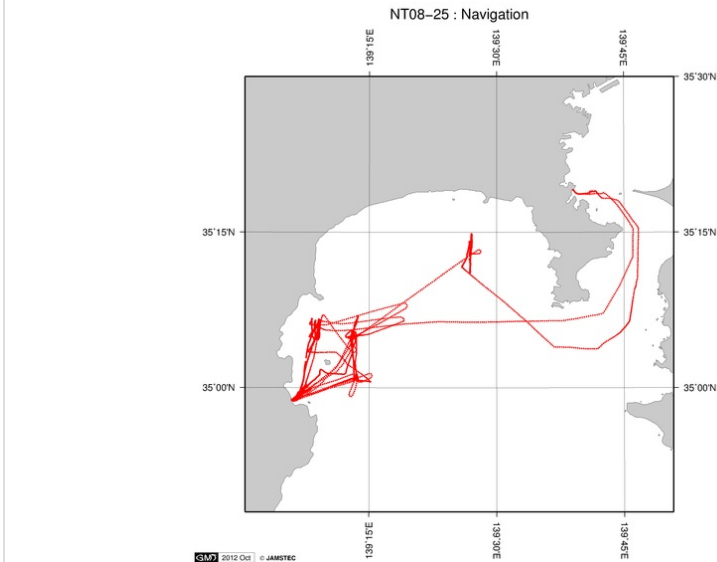 NT08−25 : Navigation
139˚15'E
139˚30'E
139˚45'E
35˚30'N
35˚15'N
35˚15'N
35˚00'N
35˚00'N
139˚15'E
139˚30'E
139˚45'E
GMT 2012 Oct © JAMSTEC